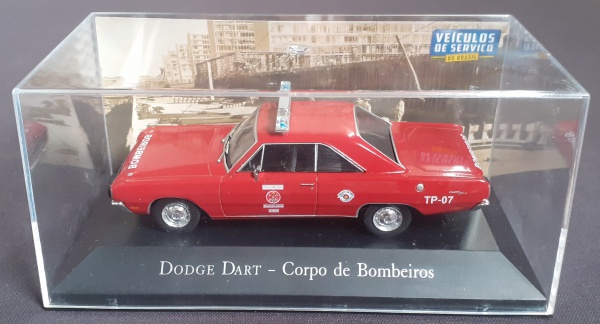 VEÍCULOS
DE SERVIÇO
DO BRASIL
BOMBEIROS
TP-07
DODGE DART – Corpo de Bombeiros